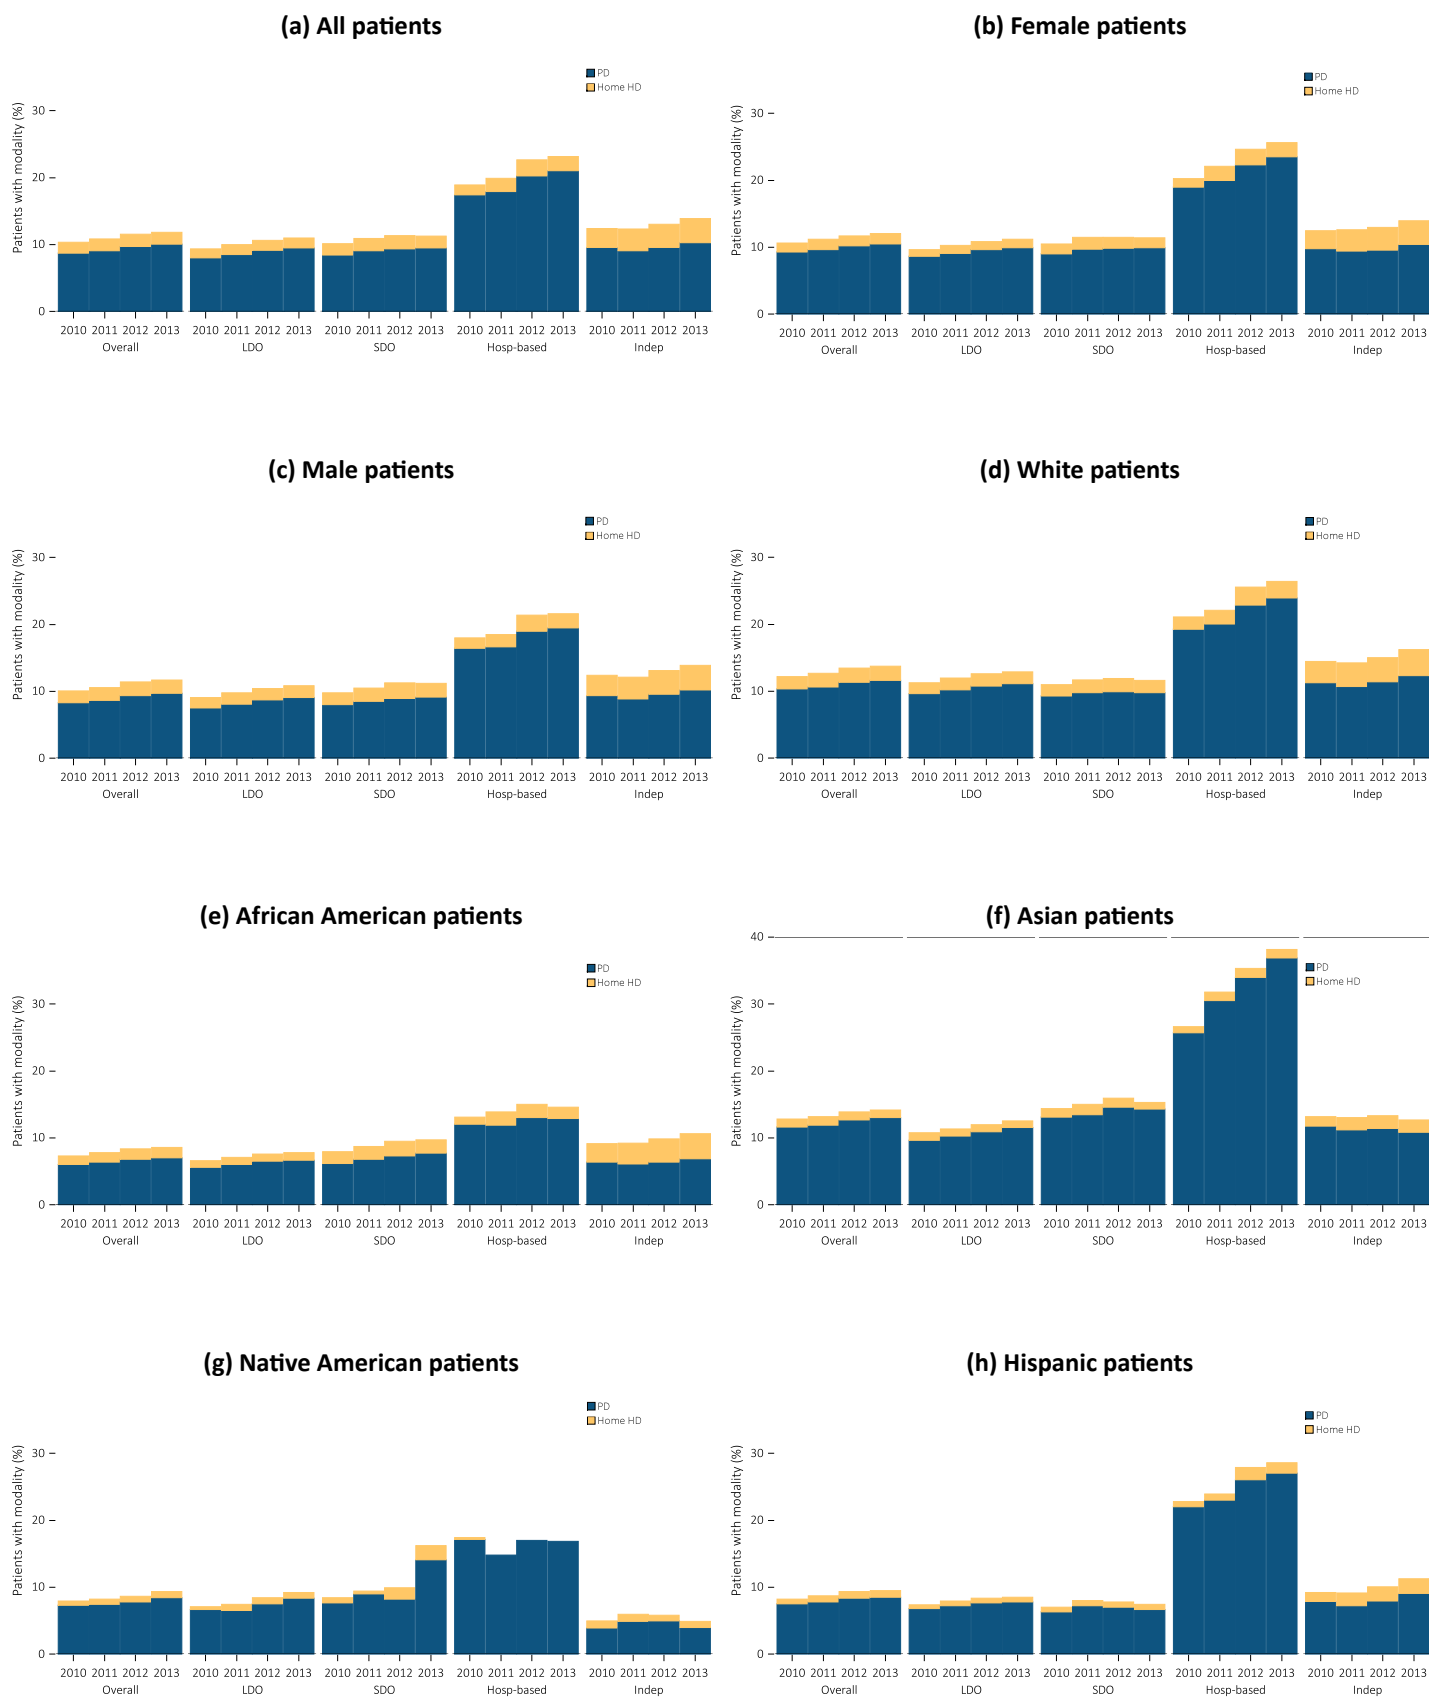 (a) All patients
PD
Home HD
Patients with modality (%)
30
20
10
0
2010 2011 2012 2013 2010 2011 2012 2013 2010 2011 2012 2013 2010 2011 2012 2013 2010 2011 2012 2013
Overall LDO SDO Hosp-based Indep
(b) Female patients
PD
Home HD
Patients with modality (%)
30
20
10
0
2010 2011 2012 2013 2010 2011 2012 2013 2010 2011 2012 2013 2010 2011 2012 2013 2010 2011 2012 2013
Overall LDO SDO Hosp-based Indep
(c) Male patients
PD
Home HD
Patients with modality (%)
30
20
10
0
2010 2011 2012 2013 2010 2011 2012 2013 2010 2011 2012 2013 2010 2011 2012 2013 2010 2011 2012 2013
Overall LDO SDO Hosp-based Indep
(d) White patients
PD
Home HD
Patients with modality (%)
30
20
10
0
2010 2011 2012 2013 2010 2011 2012 2013 2010 2011 2012 2013 2010 2011 2012 2013 2010 2011 2012 2013
Overall LDO SDO Hosp-based Indep
(e) African American patients
PD
Home HD
Patients with modality (%)
30
20
10
0
2010 2011 2012 2013 2010 2011 2012 2013 2010 2011 2012 2013 2010 2011 2012 2013 2010 2011 2012 2013
Overall LDO SDO Hosp-based Indep
(f) Asian patients
PD
Home HD
Patients with modality (%)
40
30
20
10
0
2010 2011 2012 2013 2010 2011 2012 2013 2010 2011 2012 2013 2010 2011 2012 2013 2010 2011 2012 2013
Overall LDO SDO Hosp-based Indep
(g) Native American patients
PD
Home HD
Patients with modality (%)
30
20
10
0
2010 2011 2012 2013 2010 2011 2012 2013 2010 2011 2012 2013 2010 2011 2012 2013 2010 2011 2012 2013
Overall LDO SDO Hosp-based Indep
(h) Hispanic patients
PD
Home HD
Patients with modality (%)
30
20
10
0
2010 2011 2012 2013 2010 2011 2012 2013 2010 2011 2012 2013 2010 2011 2012 2013 2010 2011 2012 2013
Overall LDO SDO Hosp-based Indep